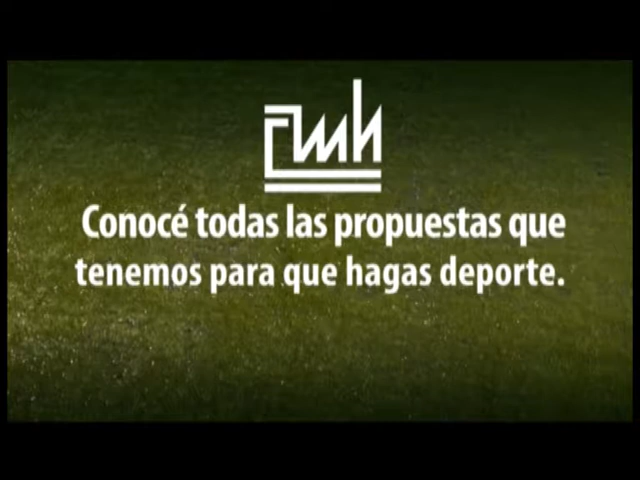 Conocé todas las propuestas que
tenemos para que hagas deporte.